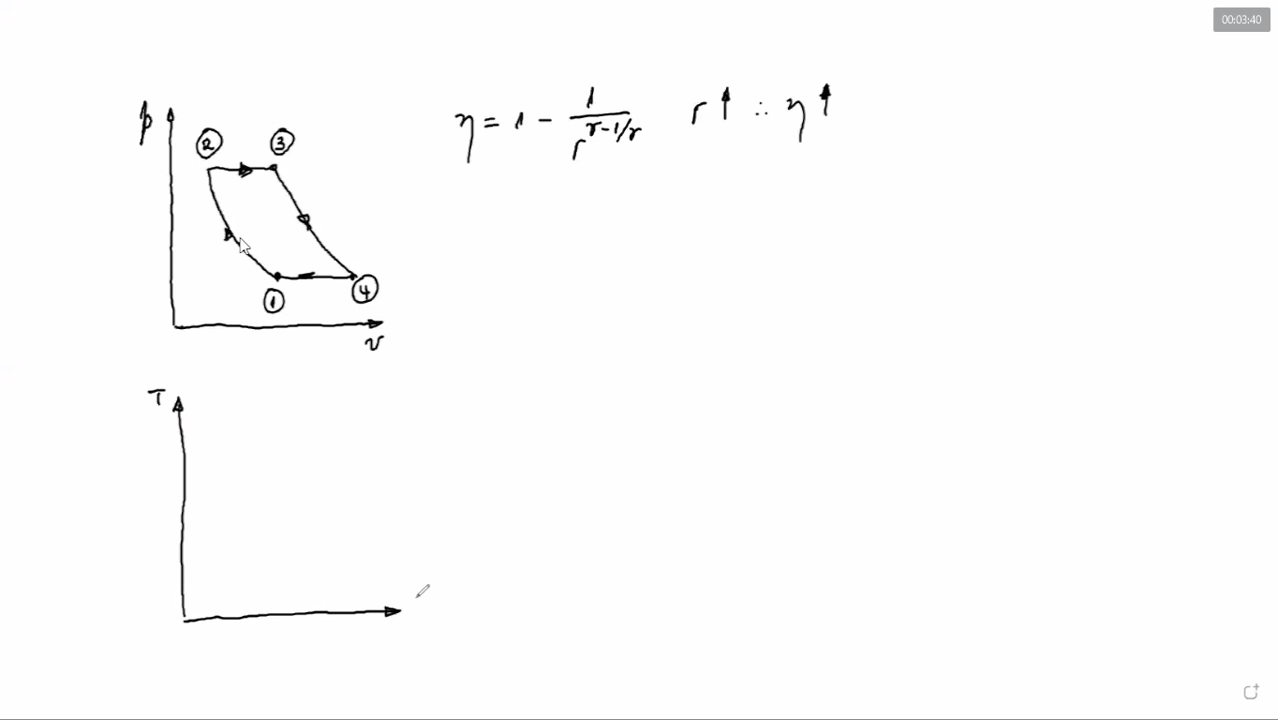 00:03:40
p
② ③
η = 1 - 1/r^(γ-1/γ) r↑ ∴ η↑
① ④
v
T